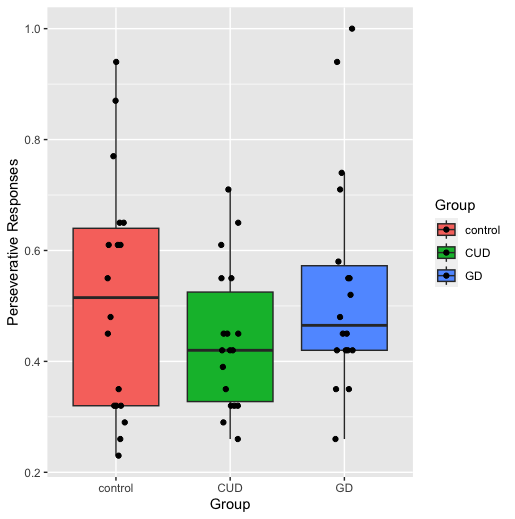 1.0
0.8
0.6
0.4
0.2
Perseverative Responses
control
CUD
GD
Group
Group
control
CUD
GD